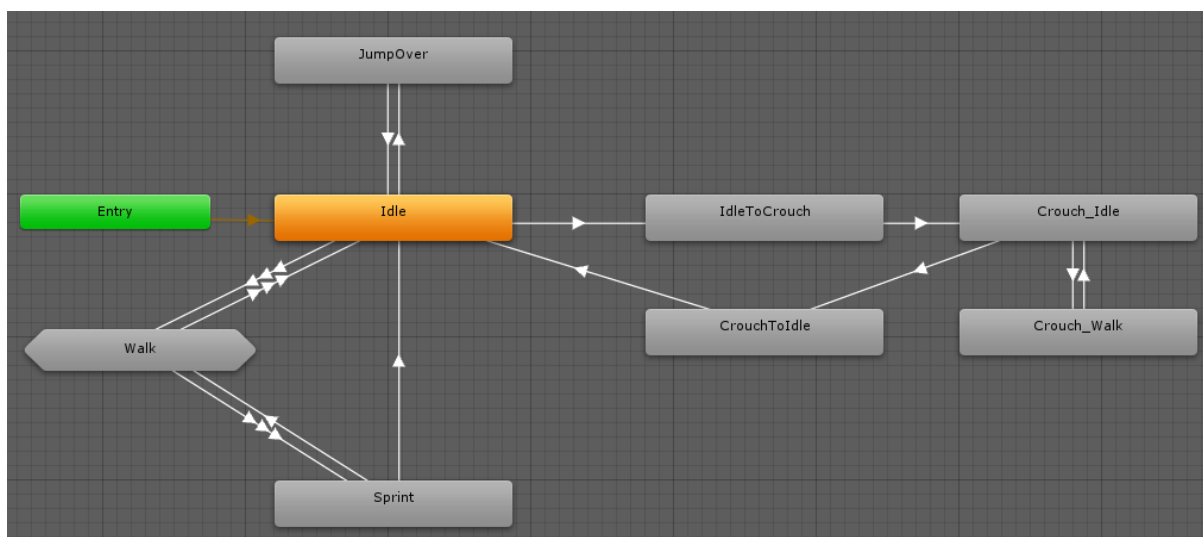 JumpOver
Entry
Idle
IdleToCrouch
Crouch_Idle
Walk
CrouchToIdle
Crouch_Walk
Sprint